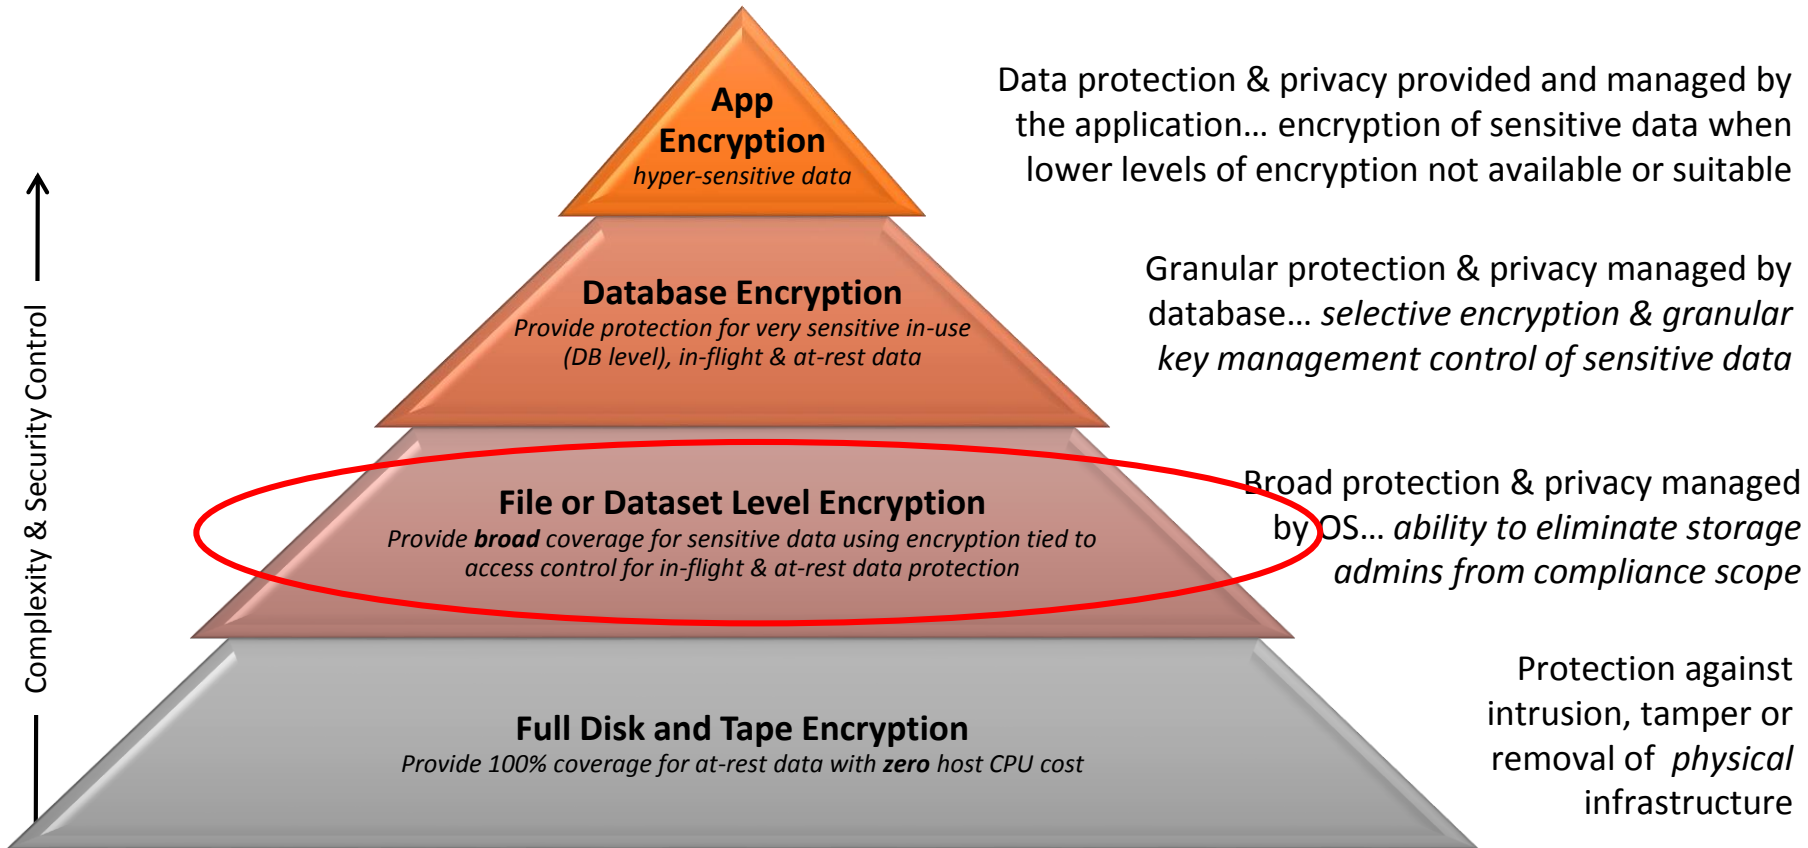 App
Encryption
hyper-sensitive data
Data protection & privacy provided and managed by
the application... encryption of sensitive data when
lower levels of encryption not available or suitable
Database Encryption
Provide protection for very sensitive in-use
(DB level), in-flight & at-rest data
Granular protection & privacy managed by
database... selective encryption & granular
key management control of sensitive data
File or Dataset Level Encryption
Provide broad coverage for sensitive data using encryption tied to
access control for in-flight & at-rest data protection
Broad protection & privacy managed
by OS... ability to eliminate storage
admins from compliance scope
Full Disk and Tape Encryption
Provide 100% coverage for at-rest data with zero host CPU cost
Protection against
intrusion, tamper or
removal of physical
infrastructure
Complexity & Security Control